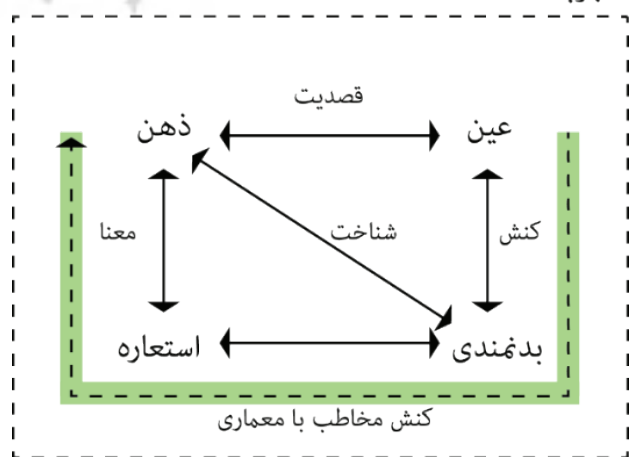 قصدیت
عین
ذهن
کنش
شناخت
معنا
بدنمندی
استعاره
کنش مخاطب با معماری